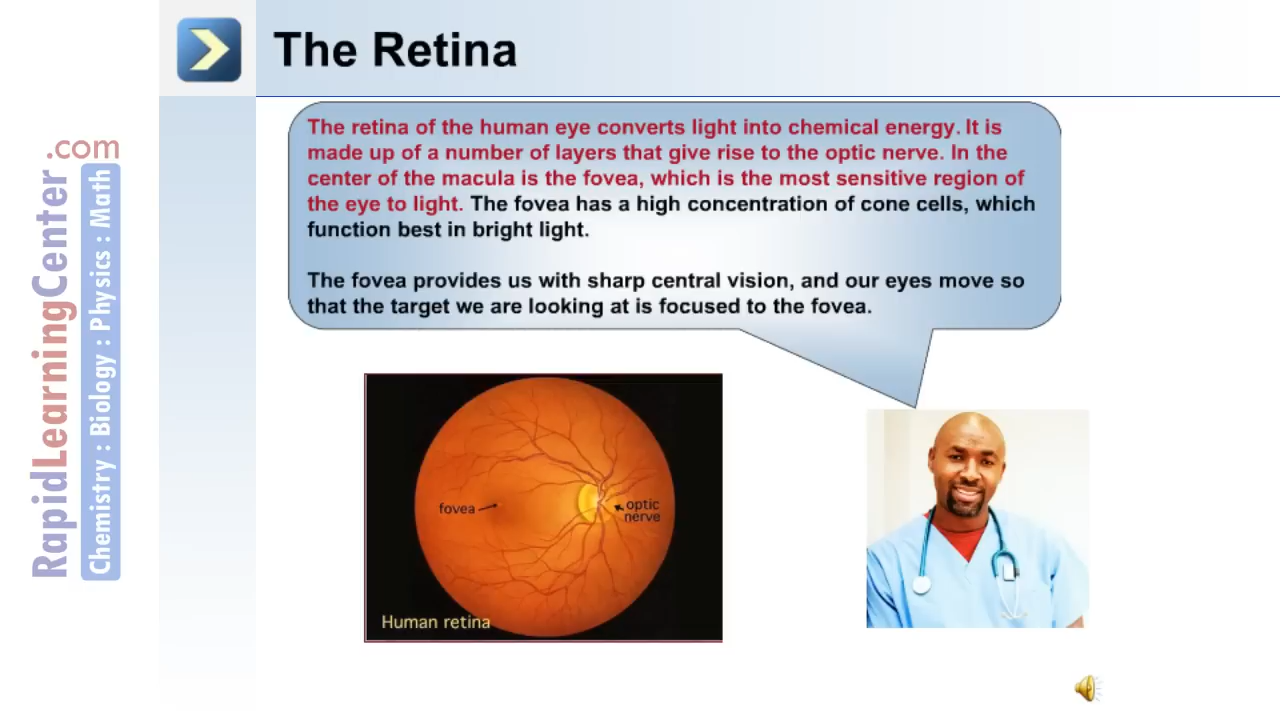 The Retina
The retina of the human eye converts light into chemical energy. It is
made up of a number of layers that give rise to the optic nerve. In the
center of the macula is the fovea, which is the most sensitive region of
the eye to light. The fovea has a high concentration of cone cells, which
function best in bright light.
The fovea provides us with sharp central vision, and our eyes move so
that the target we are looking at is focused to the fovea.
fovea
optic
nerve
Human retina
RapidLearningCenter.com
Chemistry : Biology : Physics : Math